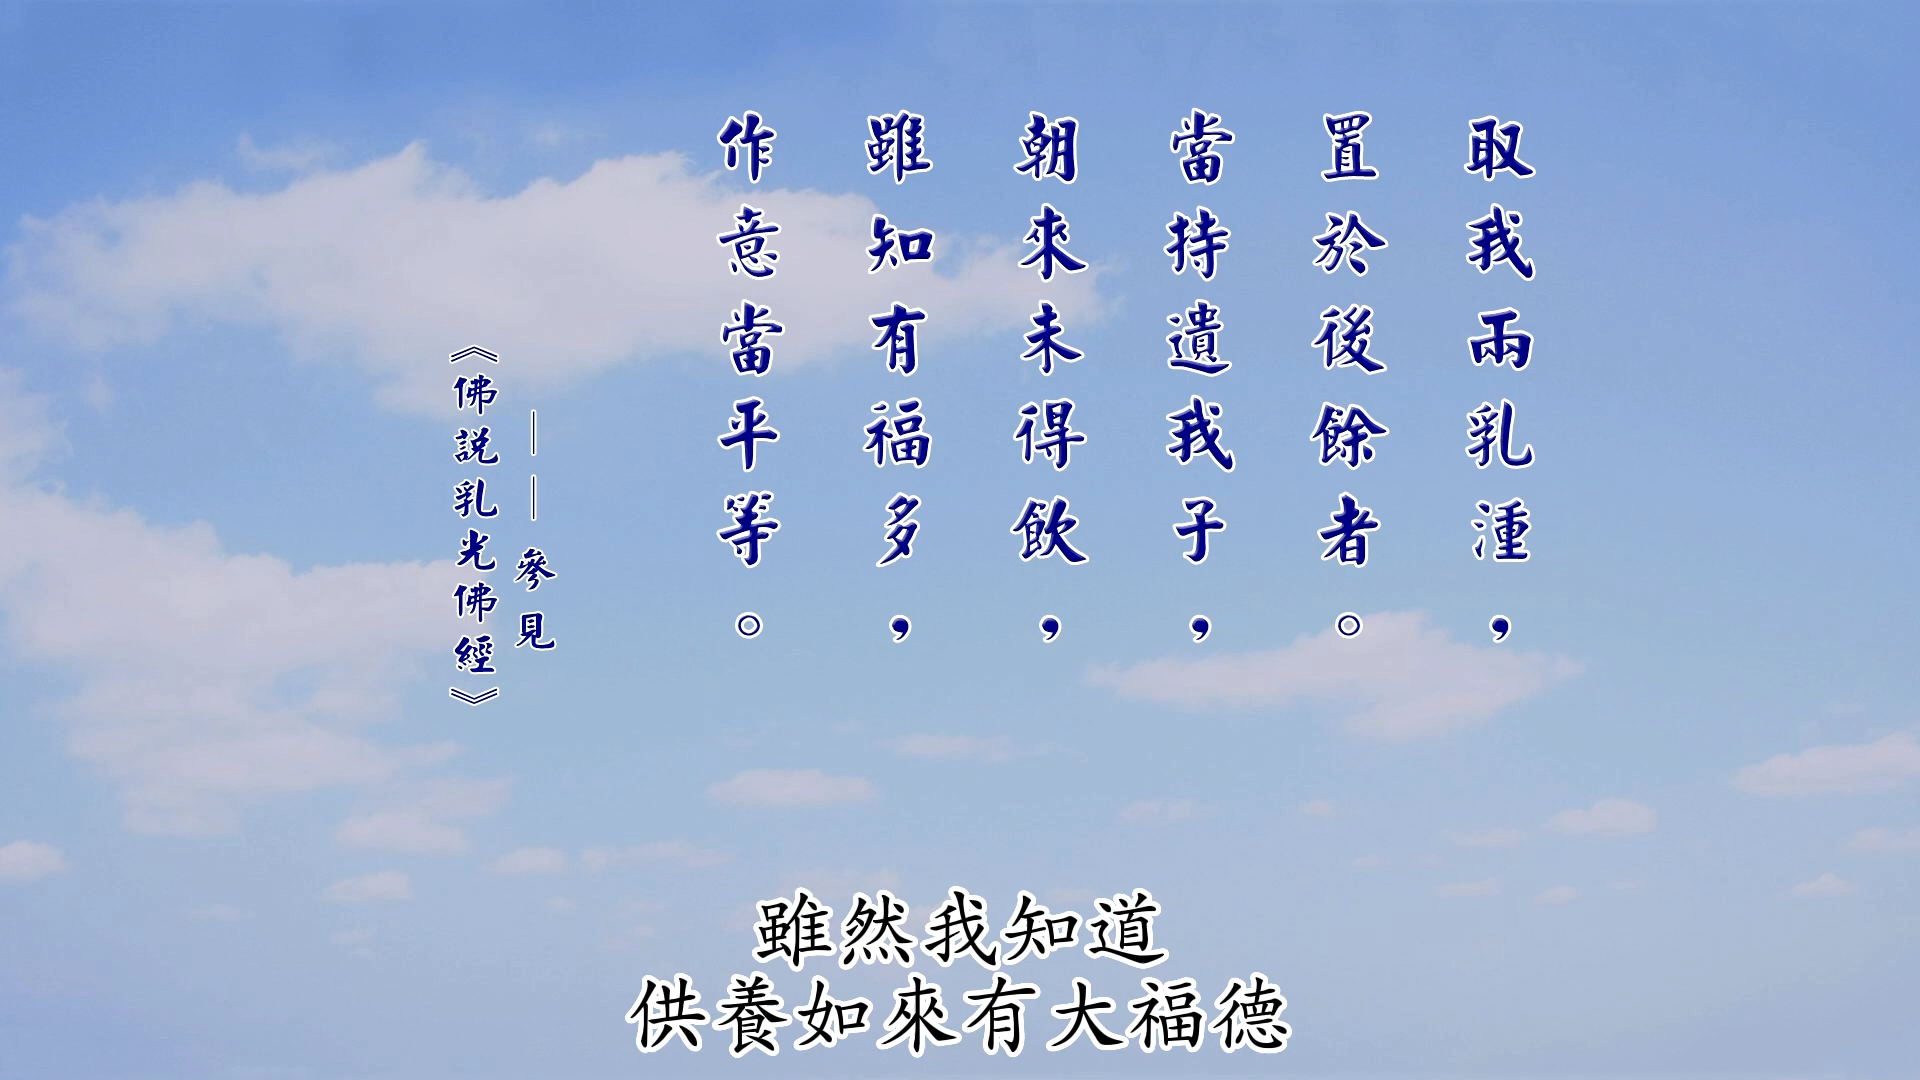 取我兩乳湩，
置於後餘者。
當持遺我子，
朝來未得飲，
雖知有福多，
作意當平等。
——參見
《佛說乳光佛經》
雖然我知道
供養如來有大福德